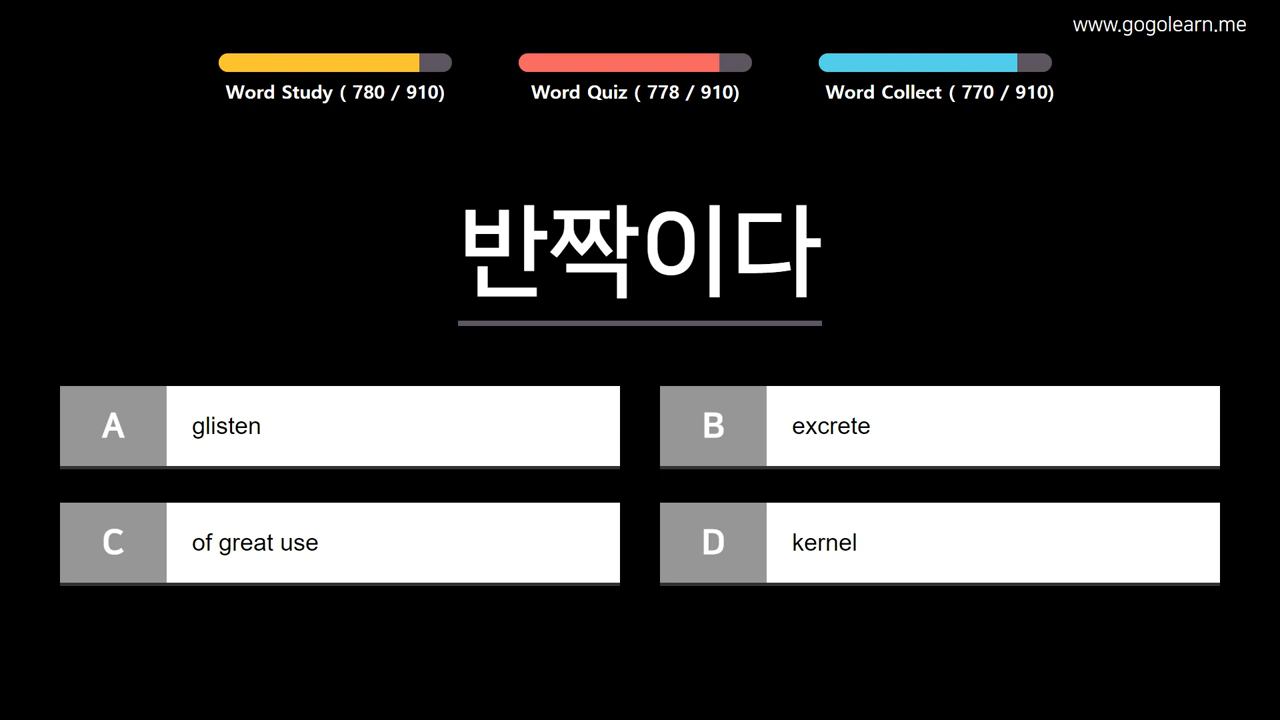 www.gogolearn.me
Word Study ( 780 / 910)
Word Quiz ( 778 / 910)
Word Collect ( 770 / 910)
반짝이다
A glisten
B excrete
C of great use
D kernel